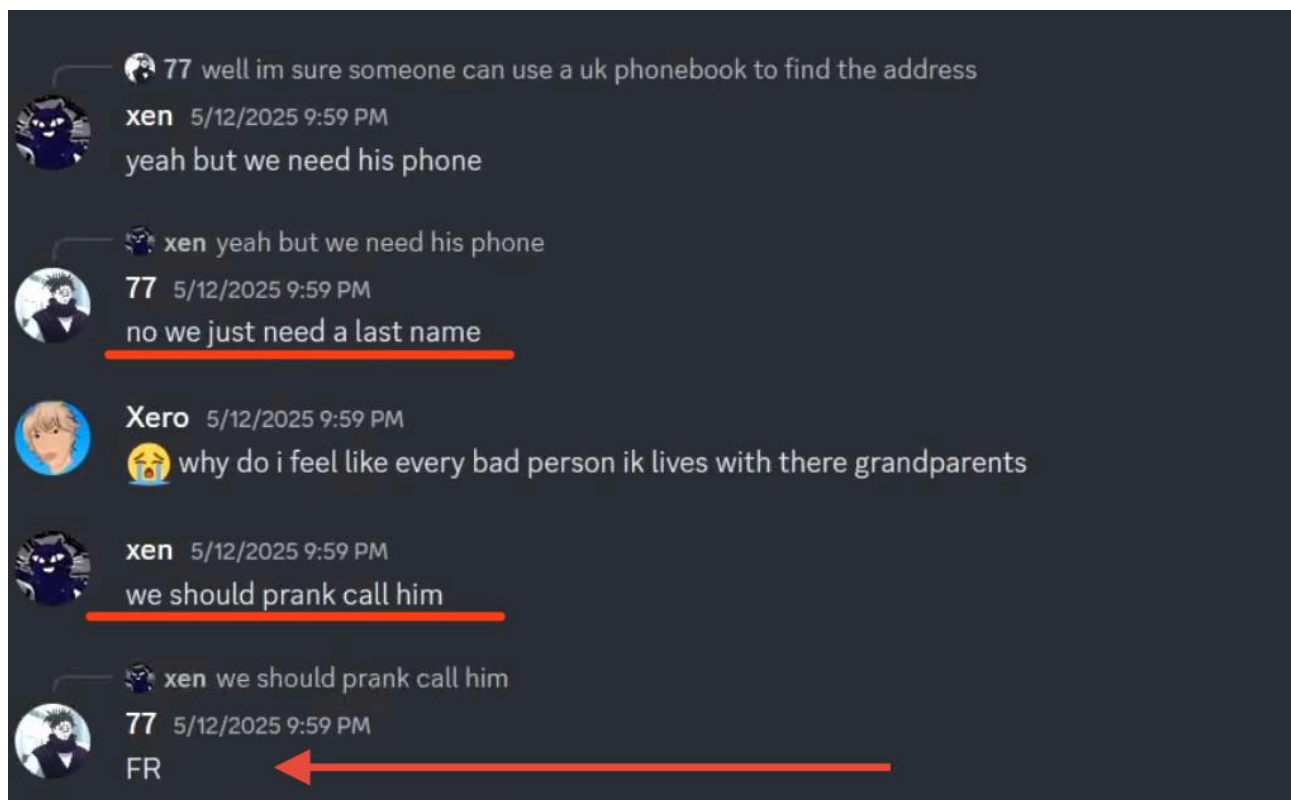 77 well im sure someone can use a uk phonebook to find the address
xen 5/12/2025 9:59 PM
yeah but we need his phone
xen yeah but we need his phone
77 5/12/2025 9:59 PM
no we just need a last name
Xero 5/12/2025 9:59 PM
😭 why do i feel like every bad person ik lives with there grandparents
xen 5/12/2025 9:59 PM
we should prank call him
xen we should prank call him
77 5/12/2025 9:59 PM
FR